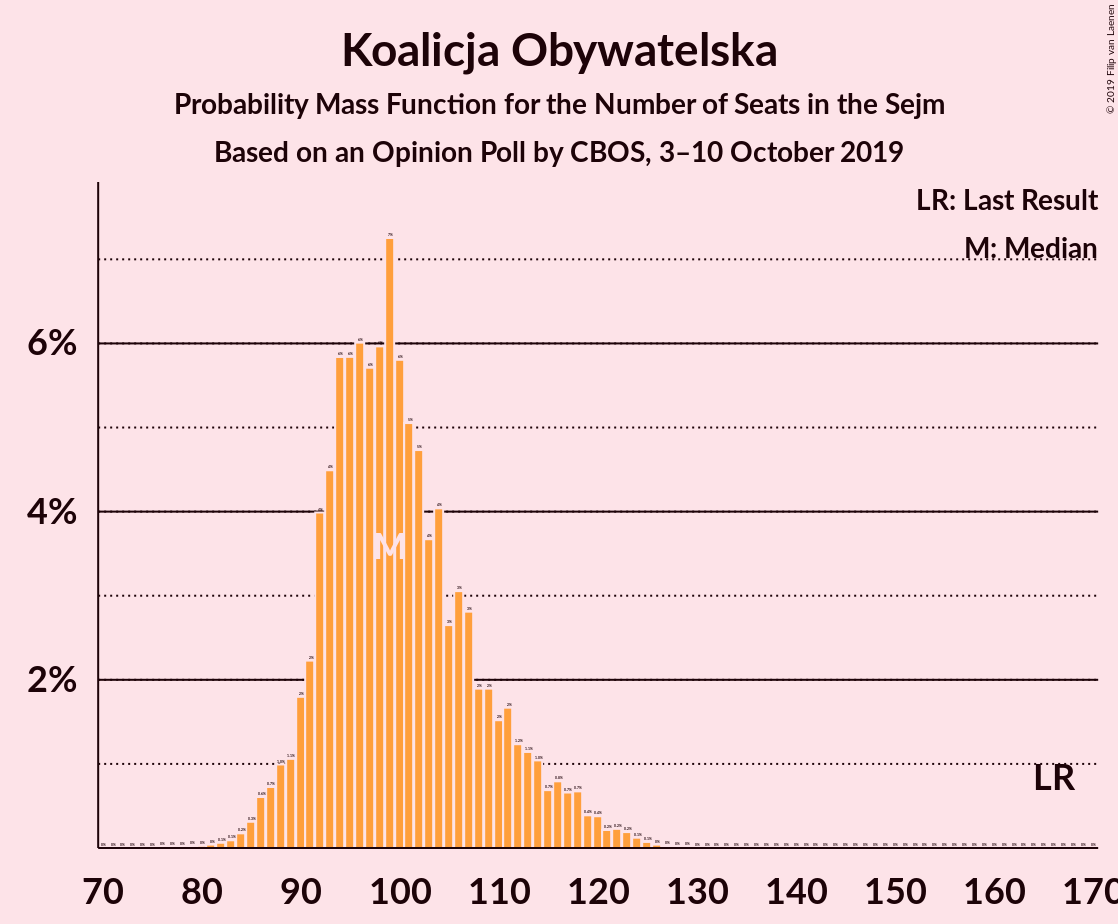 Koalicja Obywatelska
Probability Mass Function for the Number of Seats in the Sejm
Based on an Opinion Poll by CBOS, 3–10 October 2019
© 2019 Filip van Laenen
LR: Last Result
M: Median
6%
4%
2%
M
LR
70 80 90 100 110 120 130 140 150 160 170